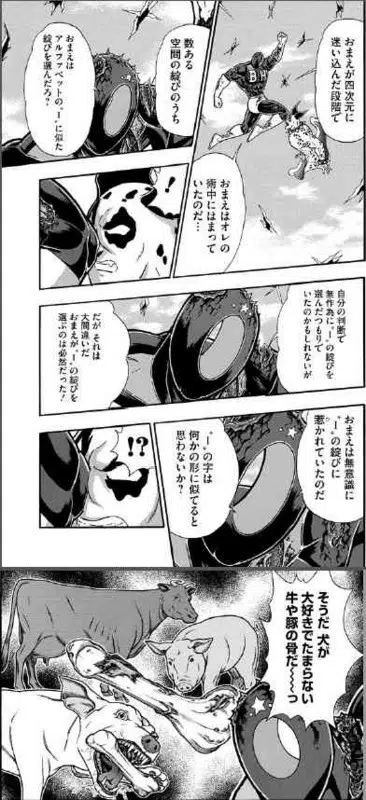 おまえが四次元に
迷い込んだ段階で
おまえはオレの
術中にはまって
いたのだ…
数ある
空間の綻びのうち
おまえは
アルファベットの〝I〟に似た
綻びを選んだろ?
!!
自分の判断で
無作為に〝I〟の綻びを
選んだつもりで
いたのかもしれないが
だが それは
大間違いだ
おまえが〝I〟の綻びを
選ぶのは必然だった!
おまえは無意識に
〝I〟の綻びに
惹かれていたのだ
〝I〟の字は
何かの形に似てると
思わないか?
!?
そうだ 犬が
大好きでたまらない
牛や豚の骨だ〜〜っ
B